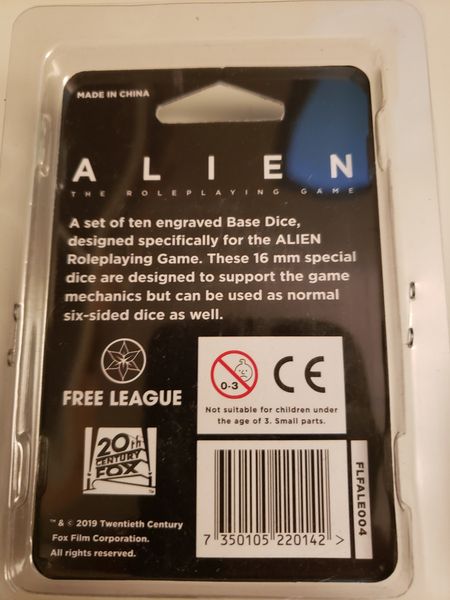 MADE IN CHINA
ALIEN
THE ROLEPLAYING GAME
A set of ten engraved Base Dice,
designed specifically for the ALIEN
Roleplaying Game. These 16 mm special
dice are designed to support the game
mechanics but can be used as normal
six-sided dice as well.
FREE LEAGUE
0-3
CE
Not suitable for children under
the age of 3. Small parts.
20th
CENTURY
FOX
™
™ & © 2019 Twentieth Century
Fox Film Corporation.
All rights reserved.
7 350105 220142 >
FLFALE004